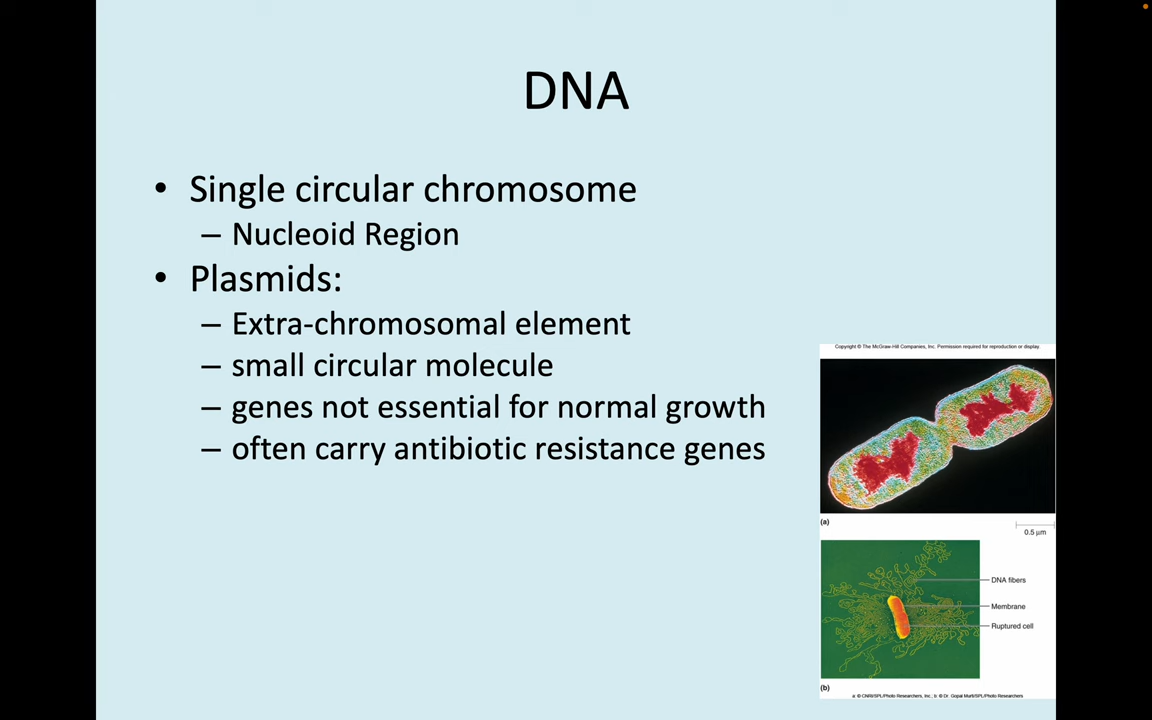 DNA
• Single circular chromosome
– Nucleoid Region
• Plasmids:
– Extra-chromosomal element
– small circular molecule
– genes not essential for normal growth
– often carry antibiotic resistance genes
Copyright © The McGraw-Hill Companies, Inc. Permission required for reproduction or display.
(a)
0.5 µm
DNA fibers
Membrane
Ruptured cell
(b)
a: © CNRI/SPL/Photo Researchers, Inc.; b: © Dr. Gopal Murti/SPL/Photo Researchers